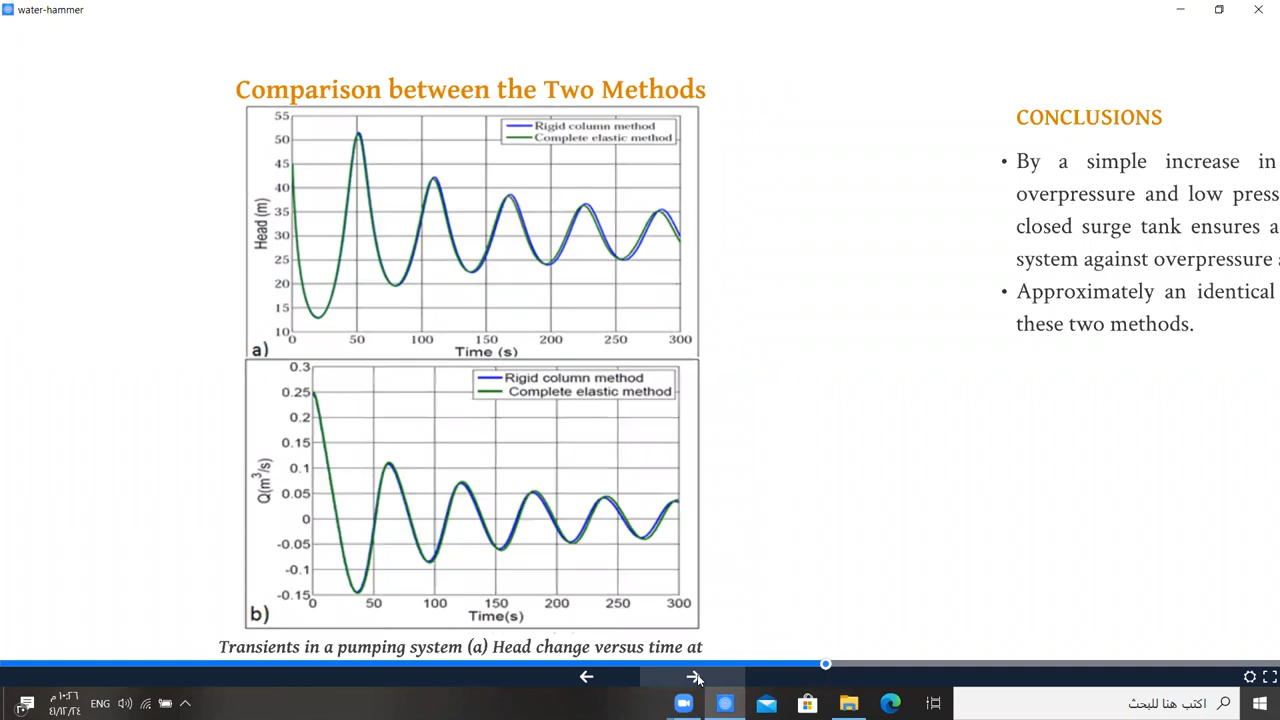 water-hammer
Comparison between the Two Methods
55
50
45
40
35
30
25
20
15
10
Head (m)
Rigid column method
Complete elastic method
0 50 100 150 200 250 300
a)
Time (s)
0.3
0.25
0.2
0.15
0.1
0.05
0
-0.05
-0.1
-0.15
Q(m³/s)
Rigid column method
Complete elastic method
0 50 100 150 200 250 300
b)
Time(s)
Transients in a pumping system (a) Head change versus time at
CONCLUSIONS
• By a simple increase in
overpressure and low press
closed surge tank ensures a
system against overpressure
• Approximately an identical
these two methods.
ENG
اكتب هنا للبحث